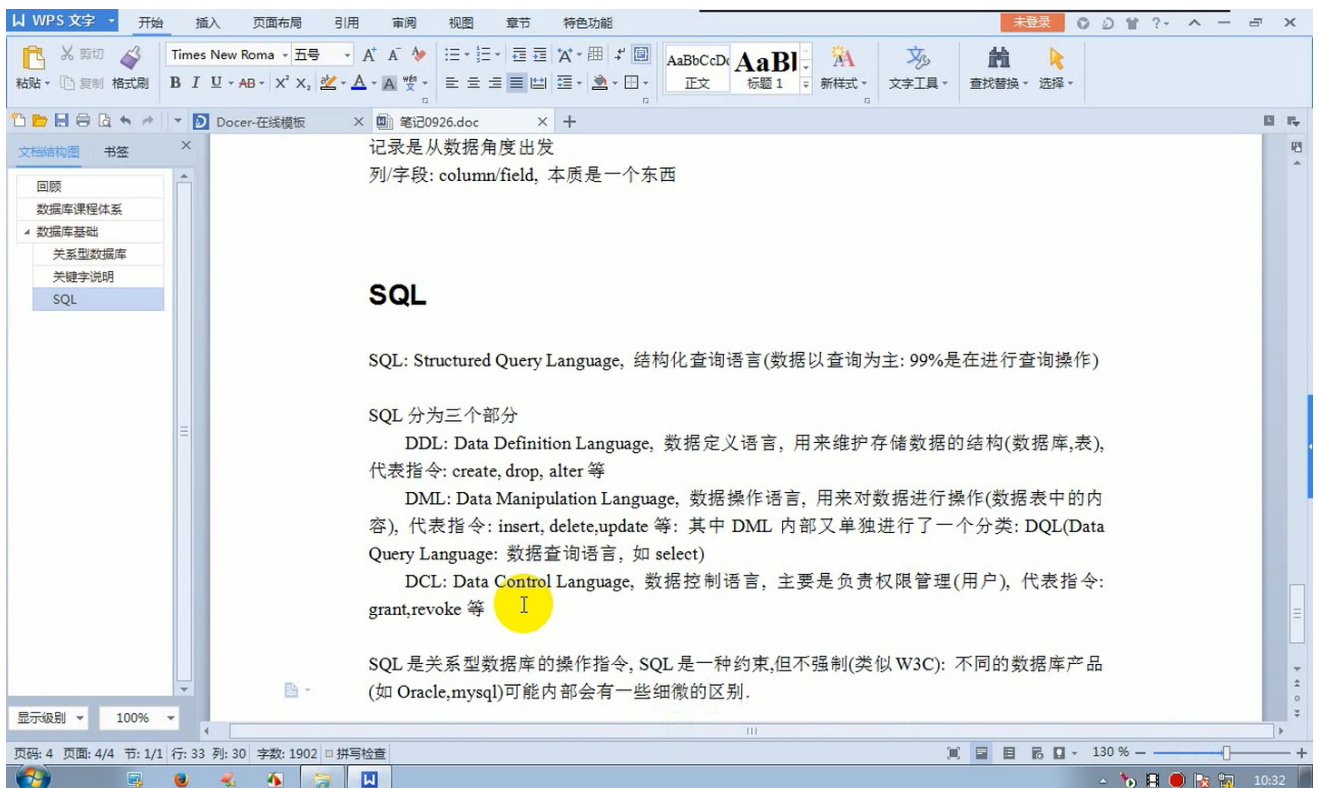 WPS 文字
开始 插入 页面布局 引用 审阅 视图 章节 特色功能
未登录
粘贴 剪切 复制 格式刷
Times New Roma 五号
AaBbCcDd 正文
AaBl 标题 1
新样式 文字工具 查找替换 选择
Docer-在线模板
笔记0926.doc
文档结构图 书签
回顾
数据库课程体系
数据库基础
关系型数据库
关键字说明
SQL
记录是从数据角度出发
列/字段: column/field, 本质是一个东西
SQL
SQL: Structured Query Language, 结构化查询语言(数据以查询为主: 99%是在进行查询操作)
SQL 分为三个部分
DDL: Data Definition Language, 数据定义语言, 用来维护存储数据的结构(数据库,表),
代表指令: create, drop, alter 等
DML: Data Manipulation Language, 数据操作语言, 用来对数据进行操作(数据表中的内
容), 代表指令: insert, delete,update 等: 其中 DML 内部又单独进行了一个分类: DQL(Data
Query Language: 数据查询语言, 如 select)
DCL: Data Control Language, 数据控制语言, 主要是负责权限管理(用户), 代表指令:
grant,revoke 等
SQL 是关系型数据库的操作指令, SQL 是一种约束,但不强制(类似 W3C): 不同的数据库产品
(如 Oracle,mysql)可能内部会有一些细微的区别.
显示级别 100%
页码: 4 页面: 4/4 节: 1/1 行: 33 列: 30 字数: 1902 拼写检查
130 %
10:32